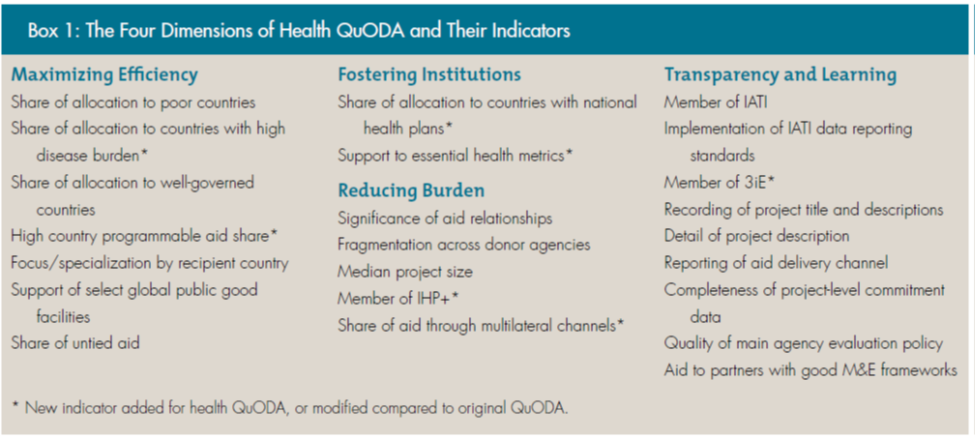 Box 1: The Four Dimensions of Health QuODA and Their Indicators
Maximizing Efficiency
Share of allocation to poor countries
Share of allocation to countries with high
disease burden*
Share of allocation to well-governed
countries
High country programmable aid share*
Focus/specialization by recipient country
Support of select global public good
facilities
Share of untied aid
Fostering Institutions
Share of allocation to countries with national
health plans*
Support to essential health metrics*
Reducing Burden
Significance of aid relationships
Fragmentation across donor agencies
Median project size
Member of IHP+*
Share of aid through multilateral channels*
Transparency and Learning
Member of IATI
Implementation of IATI data reporting
standards
Member of 3iE*
Recording of project title and descriptions
Detail of project description
Reporting of aid delivery channel
Completeness of project-level commitment
data
Quality of main agency evaluation policy
Aid to partners with good M&E frameworks
* New indicator added for health QuODA, or modified compared to original QuODA.